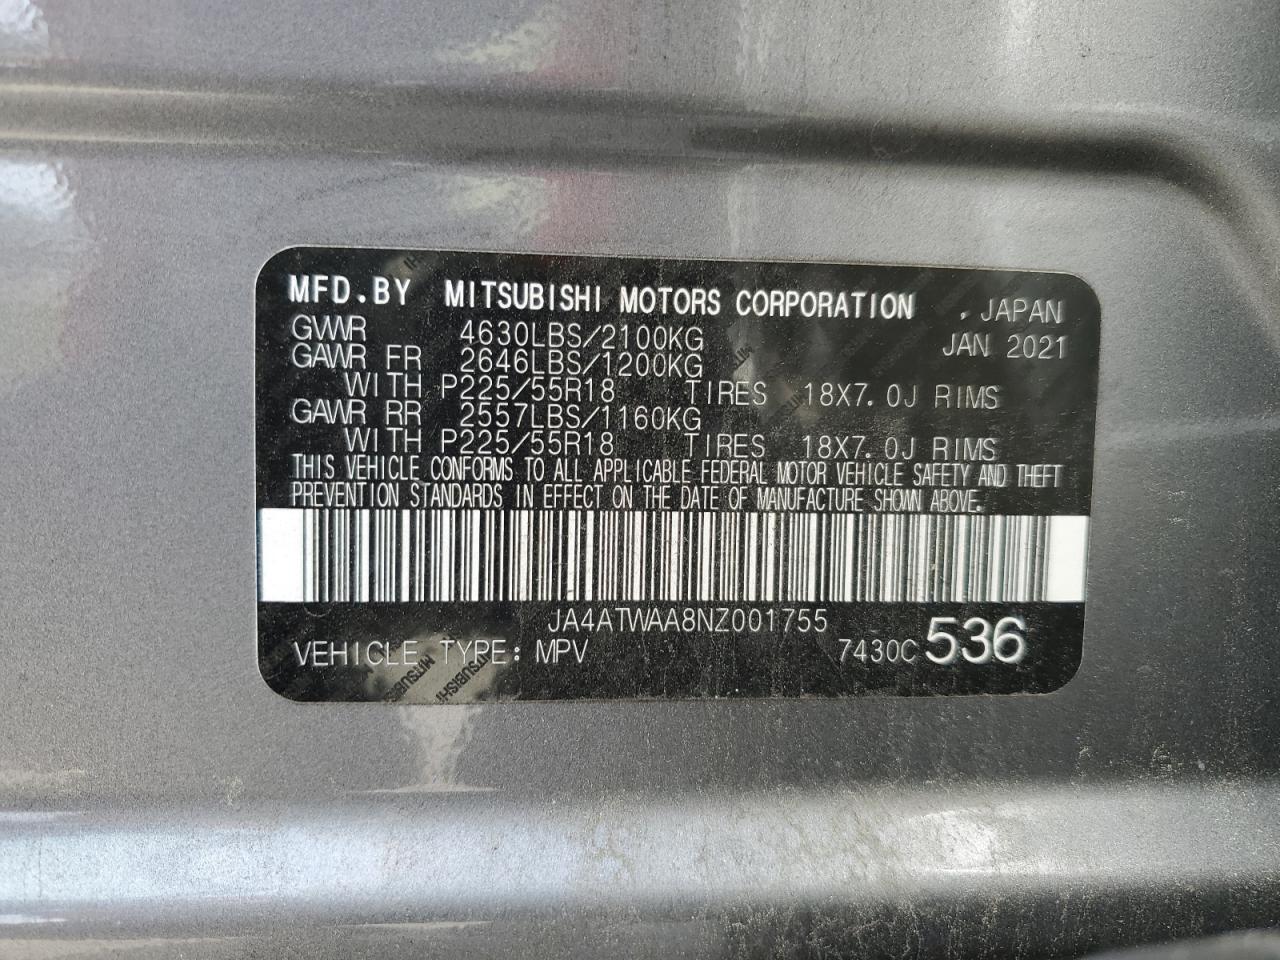 MFD.BY MITSUBISHI MOTORS CORPORATION , JAPAN
GVWR 4630LBS/2100KG JAN 2021
GAWR FR 2646LBS/1200KG
WITH P225/55R18 TIRES 18X7.0J RIMS
GAWR RR 2557LBS/1160KG
WITH P225/55R18 TIRES 18X7.0J RIMS
THIS VEHICLE CONFORMS TO ALL APPLICABLE FEDERAL MOTOR VEHICLE SAFETY AND THEFT
PREVENTION STANDARDS IN EFFECT ON THE DATE OF MANUFACTURE SHOWN ABOVE.
JA4ATWAA8NZ001755
VEHICLE TYPE: MPV 7430C 536
MITSUBISHI